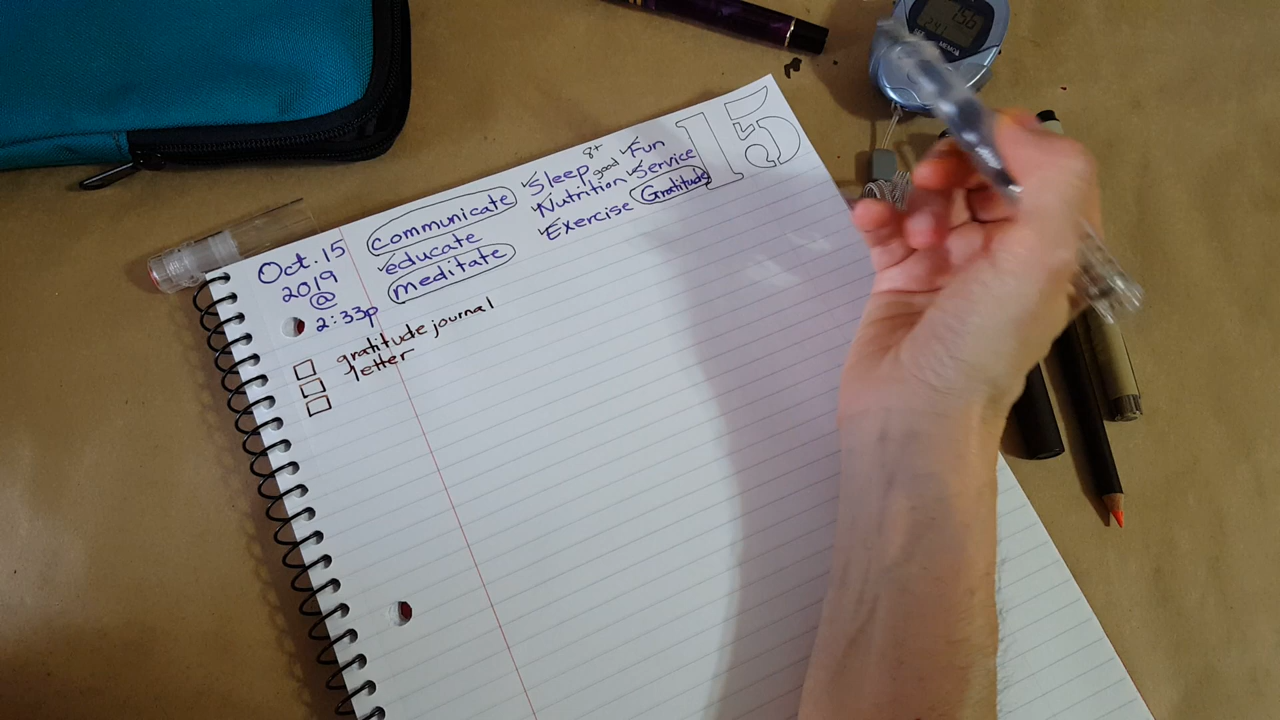 Oct. 15
2019
@
2:33p
communicate
educate
meditate
Sleep 8+ good
Nutrition
Exercise
Fun
Service
Gratitude
15
gratitude journal
letter